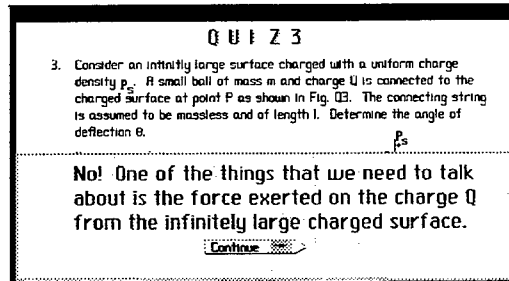 QUIZ 3
3. Consider an infinitly large surface charged with a uniform charge
density ρs. A small ball of mass m and charge Q is connected to the
charged surface at point P as shown in Fig. Q3. The connecting string
is assumed to be massless and of length l. Determine the angle of
deflection θ.
ρs
No! One of the things that we need to talk
about is the force exerted on the charge Q
from the infinitely large charged surface.
Continue